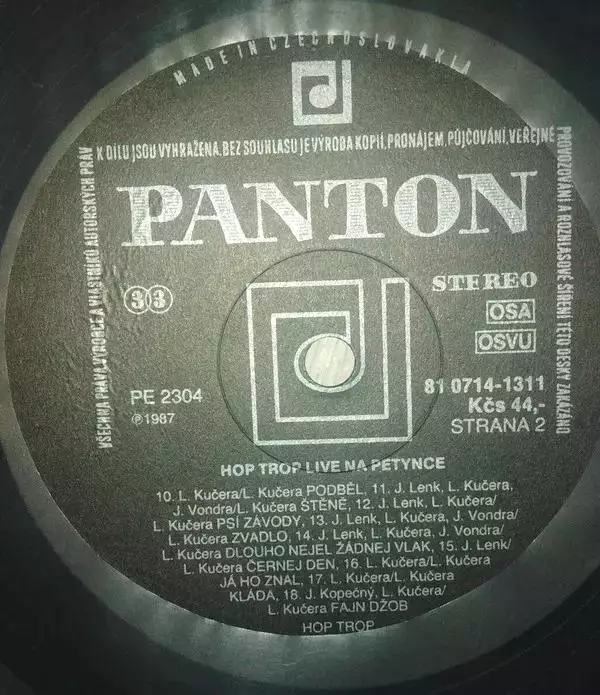 MADE IN CZECHOSLOVAKIA
VŠECHNA PRÁVA VÝROBCE A VLASTNÍKŮ AUTORSKÝCH PRÁV
K DÍLU JSOU VYHRAŽENA. BEZ SOUHLASU JE VÝROBA KOPIÍ, PRONÁJEM, PŮJČOVÁNÍ, VEŘEJNÉ
PROVOZOVÁNÍ A ROZHLASOVÉ ŠÍŘENÍ TÉTO DESKY ZAKÁZÁNO
PANTON
33
STEREO
OSA
OSVU
PE 2304
℗1987
81 0714-1311
Kčs 44,-
STRANA 2
HOP TROP LIVE NA PETYNCE
10. L. Kučera/L. Kučera PODBĚL, 11. J. Lenk, L. Kučera,
J. Vondra/L. Kučera ŠTĚNĚ, 12. J. Lenk, L. Kučera/
L. Kučera PSÍ ZÁVODY, 13. J. Lenk, L. Kučera, J. Vondra/
L. Kučera ZVADLO, 14. J. Lenk, L. Kučera, J. Vondra/
L. Kučera DLOUHO NEJEL ŽÁDNEJ VLAK, 15. J. Lenk/
L. Kučera ČERNEJ DEN, 16. L. Kučera/L. Kučera
JÁ HO ZNAL, 17. L. Kučera/L. Kučera
KLÁDA, 18. J. Kopečný, L. Kučera/
L. Kučera FAJN DŽOB
HOP TROP